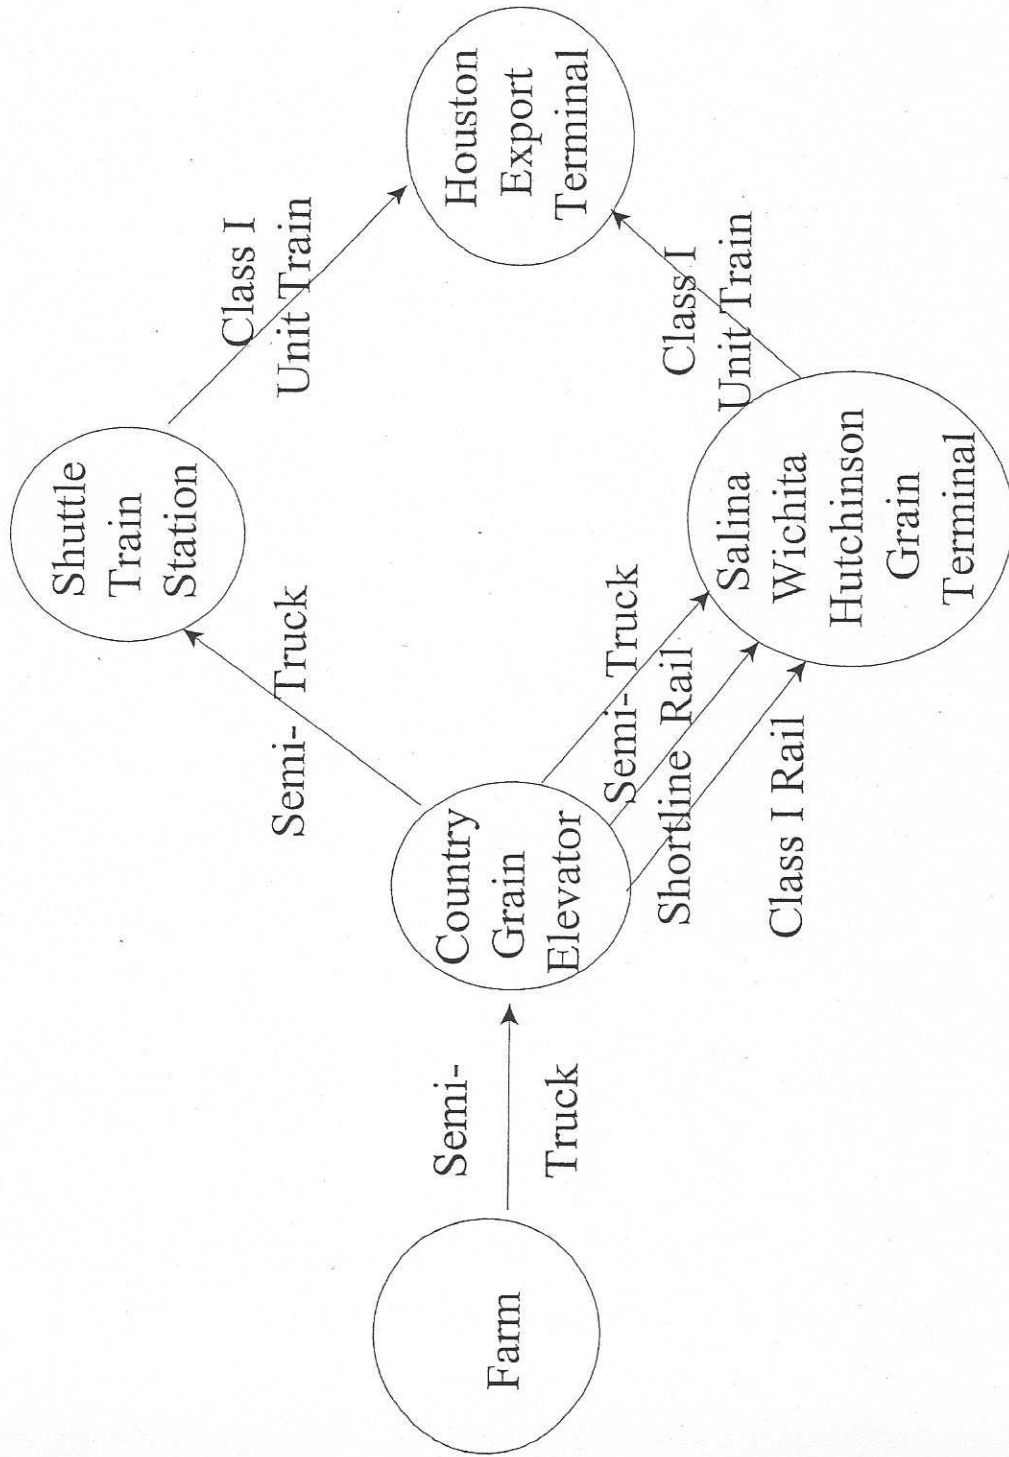 Farm
Semi-
Truck
Country
Grain
Elevator
Semi- Truck
Shuttle
Train
Station
Class I
Unit Train
Houston
Export
Terminal
Semi- Truck
Shortline Rail
Class I Rail
Salina
Wichita
Hutchinson
Grain
Terminal
Class I
Unit Train